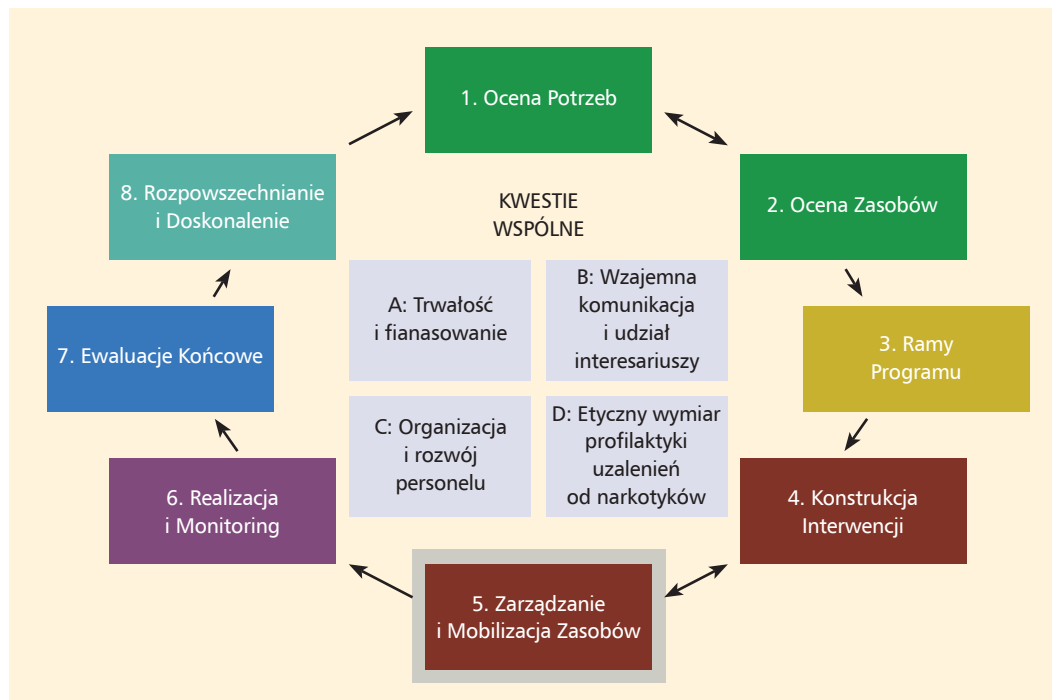 1. Ocena Potrzeb
8. Rozpowszechnianie
i Doskonalenie
KWESTIE
WSPÓLNE
2. Ocena Zasobów
A: Trwałość
i fianasowanie
B: Wzajemna
komunikacja
i udział
interesariuszy
7. Ewaluacje Końcowe
3. Ramy
Programu
C: Organizacja
i rozwój
personelu
D: Etyczny wymiar
profilaktyki
uzalenień
od narkotyków
6. Realizacja
i Monitoring
4. Konstrukcja
Interwencji
5. Zarządzanie
i Mobilizacja Zasobów